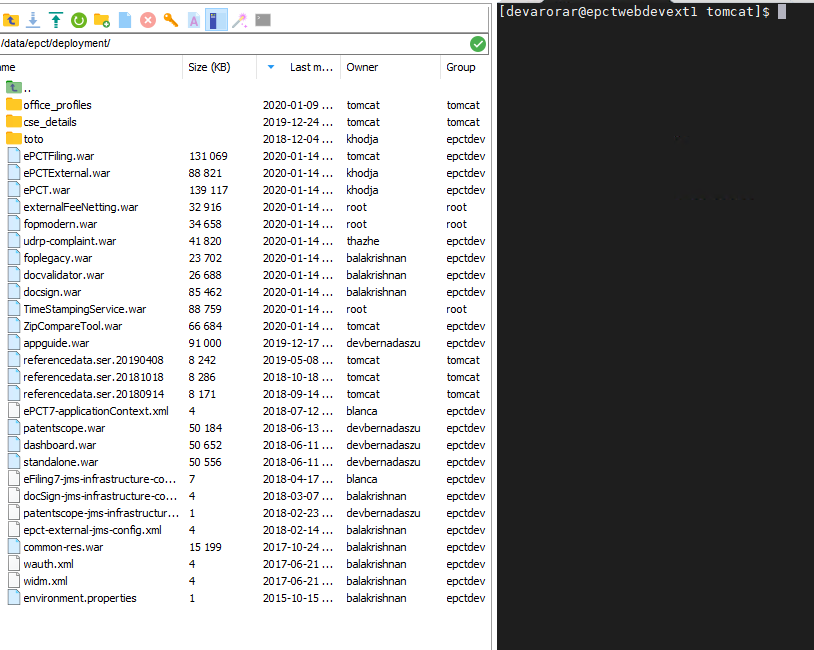 /data/epct/deployment/
me Size (KB) Last m... Owner Group
..
office_profiles 2020-01-09 ... tomcat tomcat
cse_details 2019-12-24 ... tomcat tomcat
toto 2018-12-04 ... khodja epctdev
ePCTFiling.war 131 069 2020-01-14 ... tomcat epctdev
ePCTExternal.war 88 821 2020-01-14 ... khodja epctdev
ePCT.war 139 117 2020-01-14 ... khodja epctdev
externalFeeNetting.war 32 916 2020-01-14 ... root root
fopmodern.war 34 658 2020-01-14 ... root root
udrp-complaint.war 41 820 2020-01-14 ... thazhe epctdev
foplegacy.war 23 702 2020-01-14 ... balakrishnan epctdev
docvalidator.war 26 688 2020-01-14 ... balakrishnan epctdev
docsign.war 85 462 2020-01-14 ... balakrishnan epctdev
TimeStampingService.war 88 759 2020-01-14 ... root root
ZipCompareTool.war 66 684 2020-01-14 ... tomcat epctdev
appguide.war 91 000 2019-12-17 ... devbernadaszu epctdev
referencedata.ser.20190408 8 242 2019-05-08 ... tomcat tomcat
referencedata.ser.20181018 8 286 2018-10-18 ... tomcat tomcat
referencedata.ser.20180914 8 171 2018-09-14 ... tomcat tomcat
ePCT7-applicationContext.xml 4 2018-07-12 ... blanca epctdev
patentscope.war 50 184 2018-06-13 ... devbernadaszu epctdev
dashboard.war 50 652 2018-06-11 ... devbernadaszu epctdev
standalone.war 50 556 2018-06-11 ... devbernadaszu epctdev
eFiling7-jms-infrastructure-co... 7 2018-04-17 ... blanca epctdev
docSign-jms-infrastructure-co... 4 2018-03-07 ... balakrishnan epctdev
patentscope-jms-infrastructur... 1 2018-02-23 ... devbernadaszu epctdev
epct-external-jms-config.xml 4 2018-02-14 ... balakrishnan epctdev
common-res.war 15 199 2017-10-24 ... balakrishnan epctdev
wauth.xml 4 2017-06-21 ... balakrishnan epctdev
widm.xml 4 2017-06-21 ... balakrishnan epctdev
environment.properties 1 2015-10-15 ... balakrishnan epctdev
[devarorar@epctwebdevext1 tomcat]$